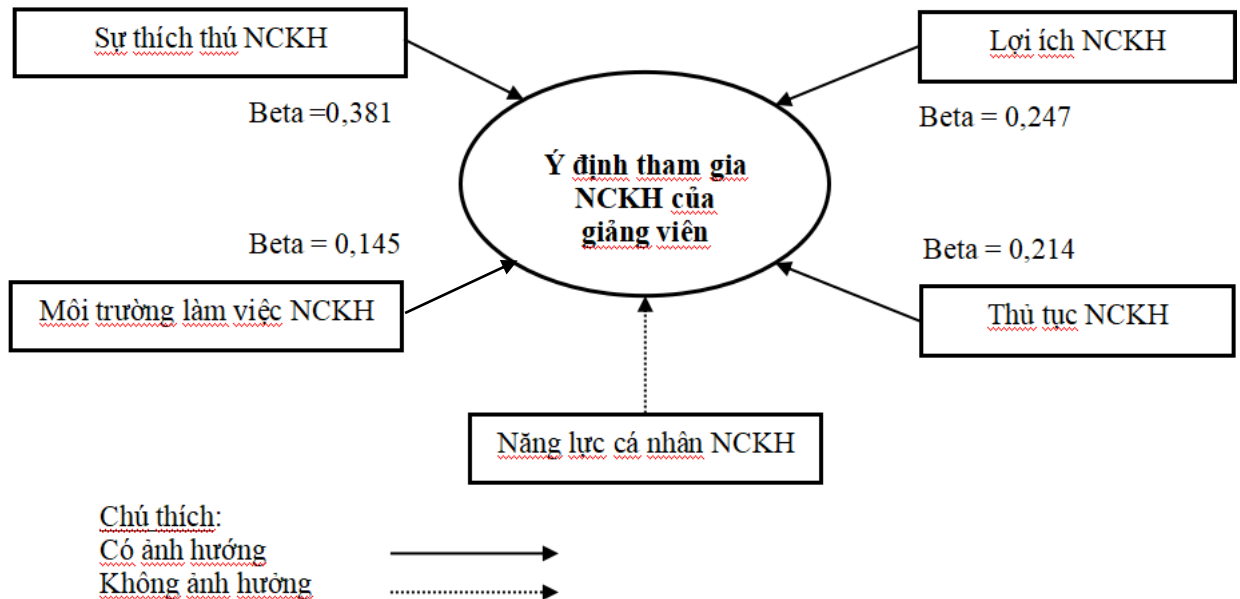 Sự thích thú NCKH
Lợi ích NCKH
Beta =0,381
Beta = 0,247
Ý định tham gia
NCKH của
giảng viên
Beta = 0,145
Beta = 0,214
Môi trường làm việc NCKH
Thủ tục NCKH
Năng lực cá nhân NCKH
Chú thích:
Có ảnh hướng
Không ảnh hưởng